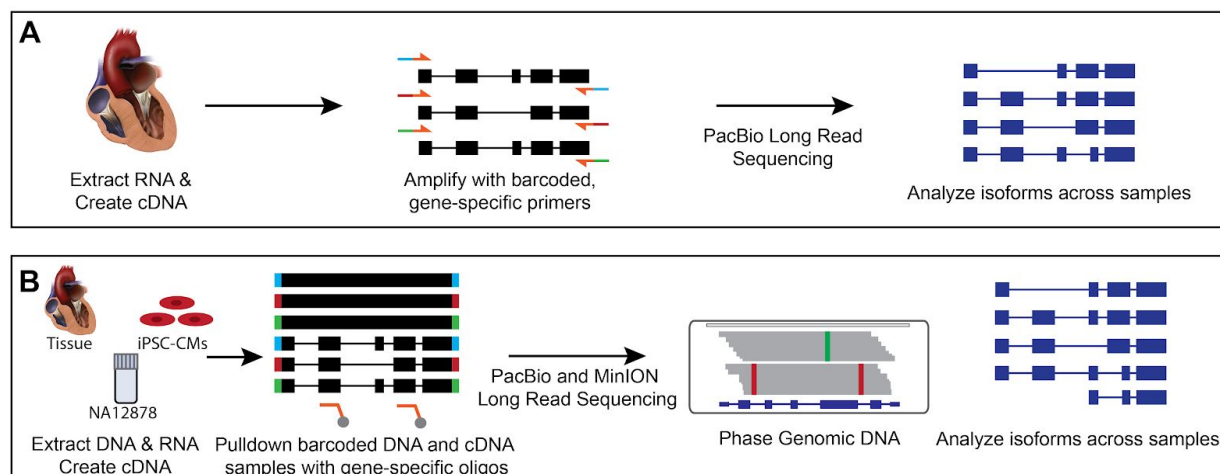 A
Extract RNA &
Create cDNA
Amplify with barcoded,
gene-specific primers
PacBio Long Read
Sequencing
Analyze isoforms across samples
B
Tissue
iPSC-CMs
NA12878
Extract DNA & RNA
Create cDNA
Pulldown barcoded DNA and cDNA
samples with gene-specific oligos
PacBio and MinION
Long Read Sequencing
Phase Genomic DNA
Analyze isoforms across samples